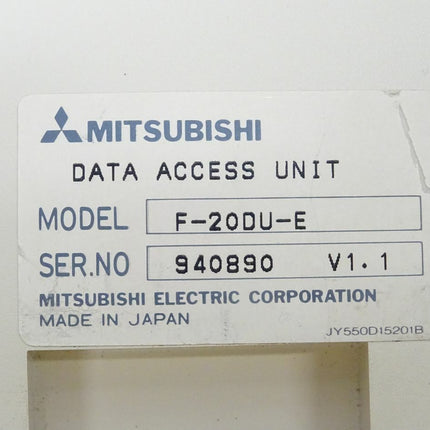 MITSUBISHI
DATA ACCESS UNIT
MODEL F-20DU-E
SER.NO 940890 V1.1
MITSUBISHI ELECTRIC CORPORATION
MADE IN JAPAN
JY550D15201B